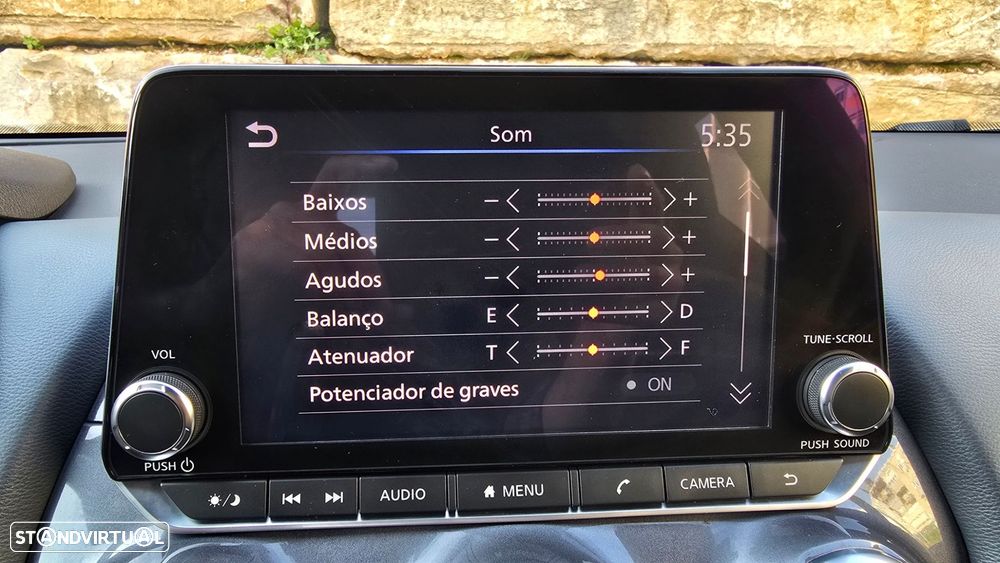 Som
5:35
Baixos − +
Médios − +
Agudos − +
Balanço E D
Atenuador T F
Potenciador de graves ON
VOL
TUNE·SCROLL
PUSH
PUSH SOUND
AUDIO
MENU
CAMERA
STANDVIRTUAL